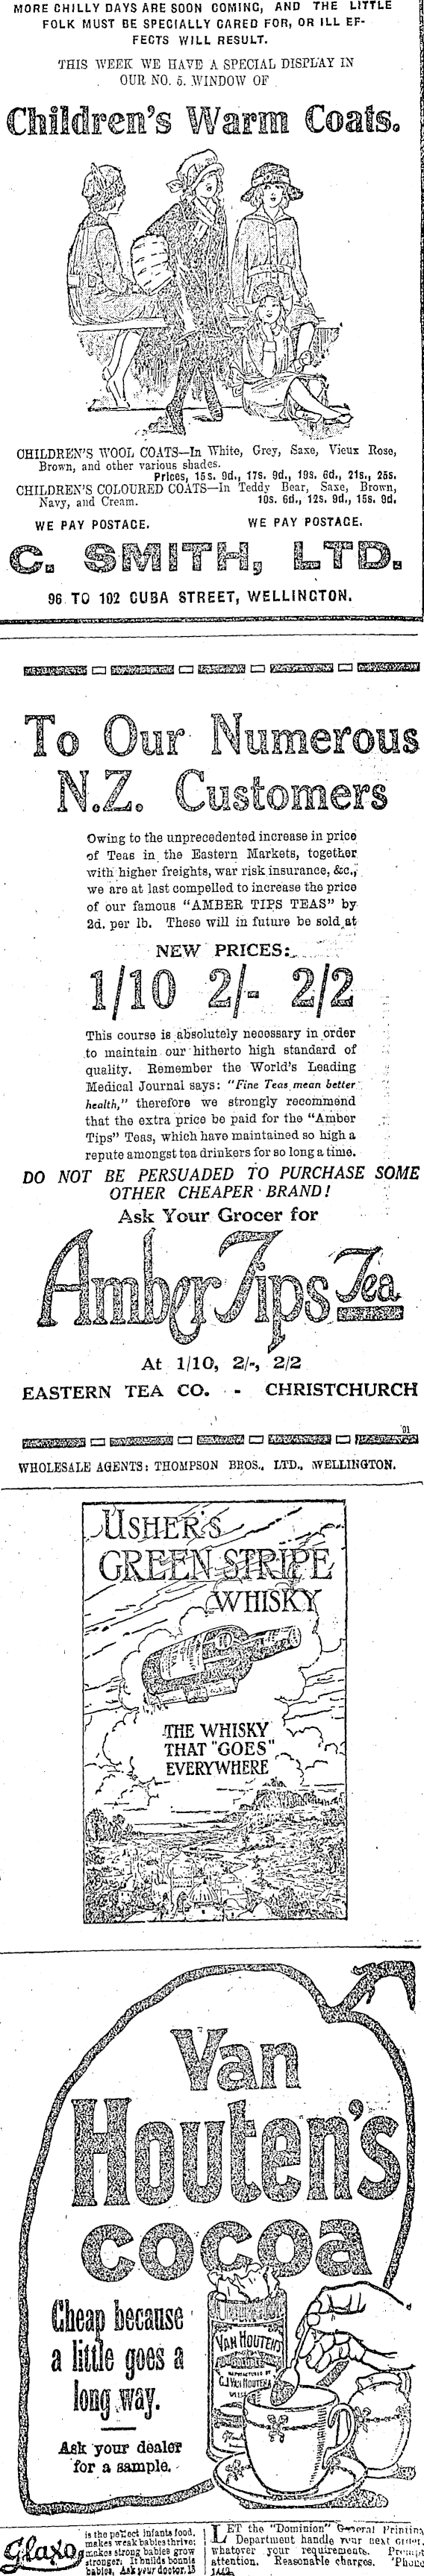 MORE CHILLY DAYS ARE SOON COMING, AND THE LITTLE
FOLK MUST BE SPECIALLY CARED FOR, OR ILL EF-
FECTS WILL RESULT.
THIS WEEK WE HAVE A SPECIAL DISPLAY IN
OUR NO. 5. WINDOW OF
Children's Warm Coats.
CHILDREN'S WOOL COATS—In White, Grey, Saxe, Vieux Rose,
Brown, and other various shades.
Prices, 15s. 9d., 17s. 9d., 19s. 6d., 21s., 25s.
CHILDREN'S COLOURED COATS—In Teddy Bear, Saxe, Brown,
Navy, and Cream. 10s. 6d., 12s. 9d., 15s. 9d.
WE PAY POSTAGE. WE PAY POSTAGE.
C. SMITH, LTD.
96 TO 102 CUBA STREET, WELLINGTON.
To Our Numerous
N.Z. Customers
Owing to the unprecedented increase in price
of Teas in the Eastern Markets, together
with higher freights, war risk insurance, &c.,
we are at last compelled to increase the price
of our famous "AMBER TIPS TEAS" by
2d. per lb. These will in future be sold at
NEW PRICES:
1/10 2/- 2/2
This course is absolutely necessary in order
to maintain our hitherto high standard of
quality. Remember the World's Leading
Medical Journal says: "Fine Teas mean better
health," therefore we strongly recommend
that the extra price be paid for the "Amber
Tips" Teas, which have maintained so high a
repute amongst tea drinkers for so long a time.
DO NOT BE PERSUADED TO PURCHASE SOME
OTHER CHEAPER BRAND!
Ask Your Grocer for
Amber Tips Tea
At 1/10, 2/-, 2/2
EASTERN TEA CO. - CHRISTCHURCH
91
WHOLESALE AGENTS: THOMPSON BROS., LTD., WELLINGTON.
USHER'S
GREEN STRIPE
WHISKY
THE WHISKY
THAT "GOES"
EVERYWHERE
Van
Houten's
cocoa
Cheap because
a little goes a
long way.
Ask your dealer
for a sample.
VAN HOUTEN'S
MANUFACTURED BY
C.J. VAN HOUTEN &
Glaxo
is the perfect infants food,
makes weak babies thrive;
makes strong babies grow
stronger. It builds bonnie
babies. Ask your doctor. 13
LET the "Dominion" General Printing
Department handle your next order,
whatever your requirements. Prompt
attention. Reasonable charges. 'Phone